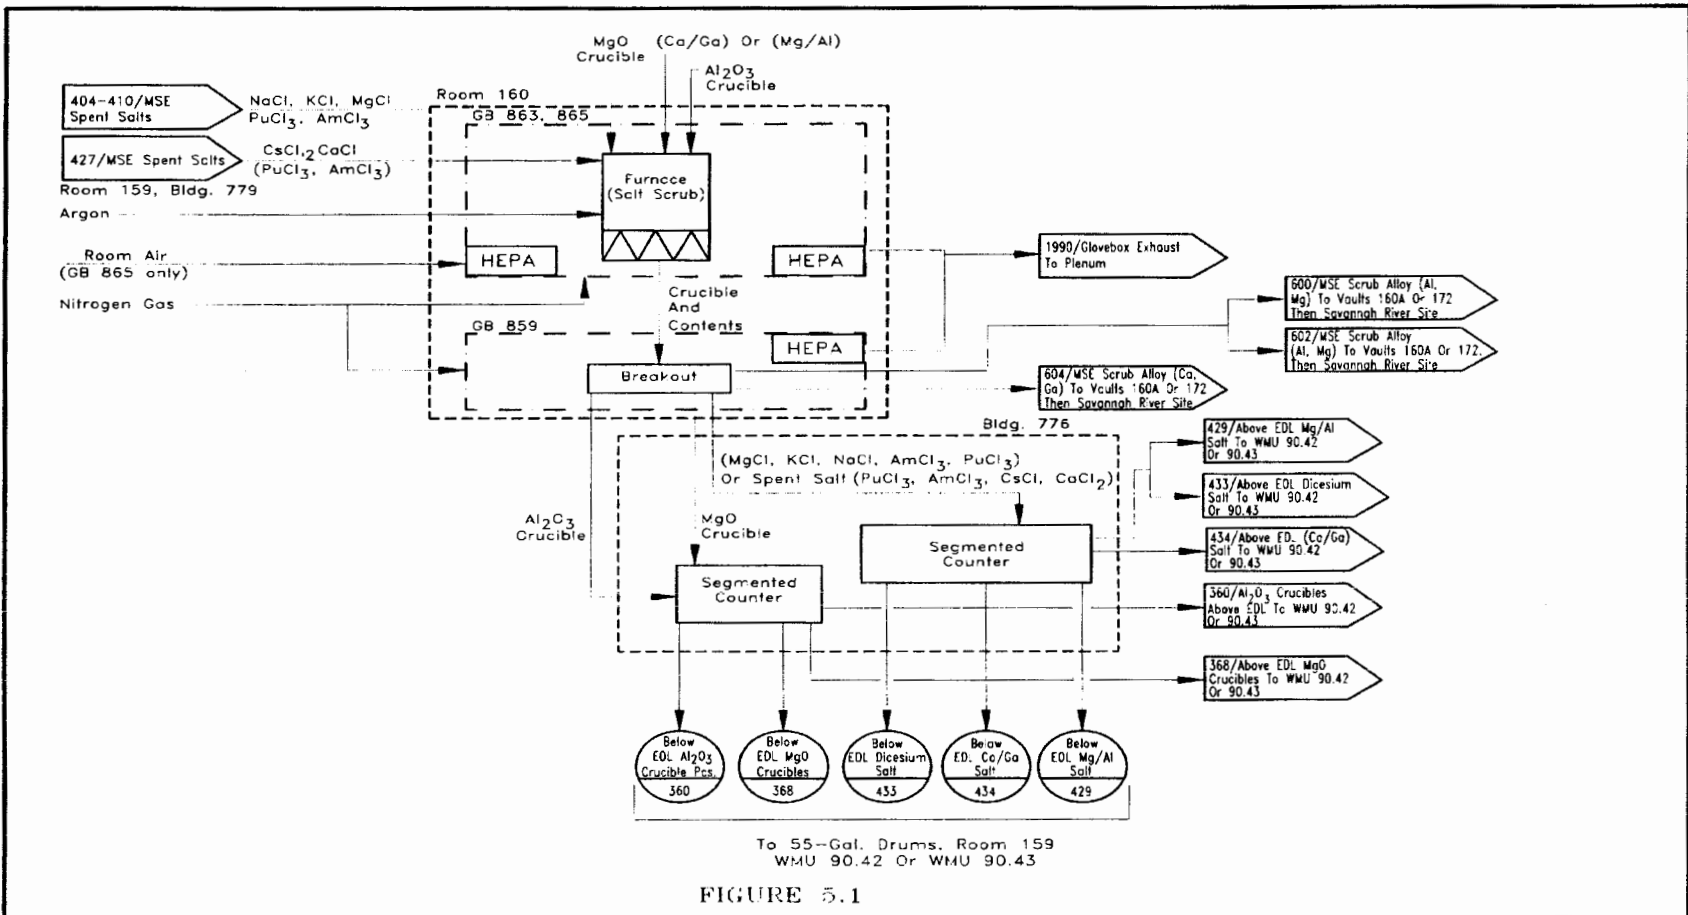 MgO (Ca/Ga) Or (Mg/Al)
Crucible
Al2O3
Crucible
404-410/MSE
Spent Salts
NaCl, KCl, MgCl
PuCl3, AmCl3
Room 160
GB 863, 865
427/MSE Spent Salts
CsCl,2CaCl
(PuCl3, AmCl3)
Room 159, Bldg. 779
Furnace
(Salt Scrub)
Argon
Room Air
(GB 865 only)
HEPA
HEPA
1990/Glovebox Exhaust
To Plenum
Nitrogen Gas
Crucible
And
Contents
600/MSE Scrub Alloy (Al,
Mg) To Vaults 160A Or 172
Then Savannah River Site
GB 859
HEPA
602/MSE Scrub Alloy
(Al, Mg) To Vaults 160A Or 172,
Then Savannah River Site
Breakout
604/MSE Scrub Alloy (Ca,
Ga) To Vaults 160A Or 172
Then Savannah River Site
Bldg. 776
429/Above EDL Mg/Al
Salt To WMU 90.42
Or 90.43
(MgCl, KCl, NaCl, AmCl3, PuCl3)
Or Spent Salt (PuCl3, AmCl3, CsCl, CaCl2)
433/Above EDL Dicesium
Salt To WMU 90.42
Or 90.43
Al2O3
Crucible
MgO
Crucible
Segmented
Counter
434/Above EDL (Ca/Ga)
Salt To WMU 90.42
Or 90.43
Segmented
Counter
360/Al2O3 Crucibles
Above EDL To WMU 90.42
Or 90.43
368/Above EDL MgO
Crucibles To WMU 90.42
Or 90.43
Below
EDL Al2O3
Crucible Pcs.
360
Below
EDL MgO
Crucibles
368
Below
EDL Dicesium
Salt
433
Below
EDL Ca/Ga
Salt
434
Below
EDL Mg/Al
Salt
429
To 55-Gal. Drums, Room 159
WMU 90.42 Or WMU 90.43
FIGURE 5.1